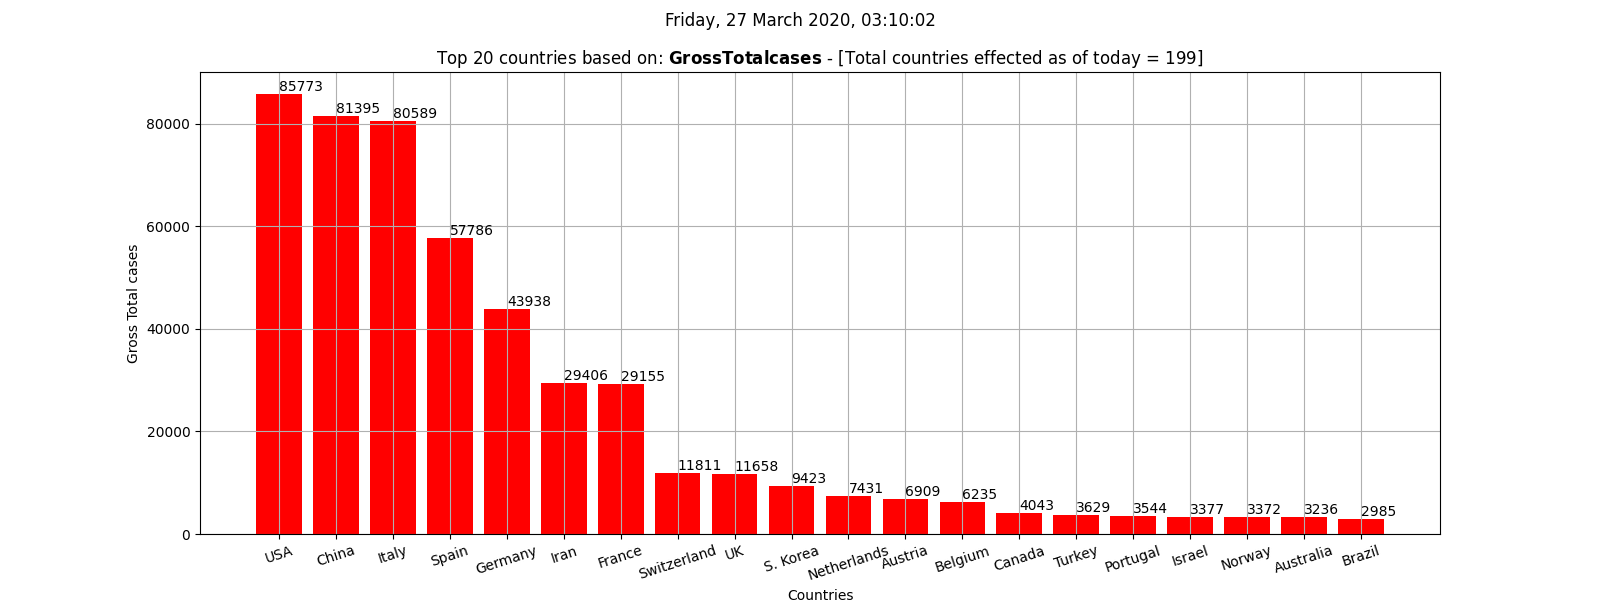 Friday, 27 March 2020, 03:10:02
Top 20 countries based on: GrossTotalcases - [Total countries effected as of today = 199]
85773
81395
80589
57786
43938
29406
29155
11811
11658
9423
7431
6909
6235
4043
3629
3544
3377
3372
3236
2985
80000
60000
40000
20000
0
Gross Total cases
USA
China
Italy
Spain
Germany
Iran
France
Switzerland
UK
S. Korea
Netherlands
Austria
Belgium
Canada
Turkey
Portugal
Israel
Norway
Australia
Brazil
Countries